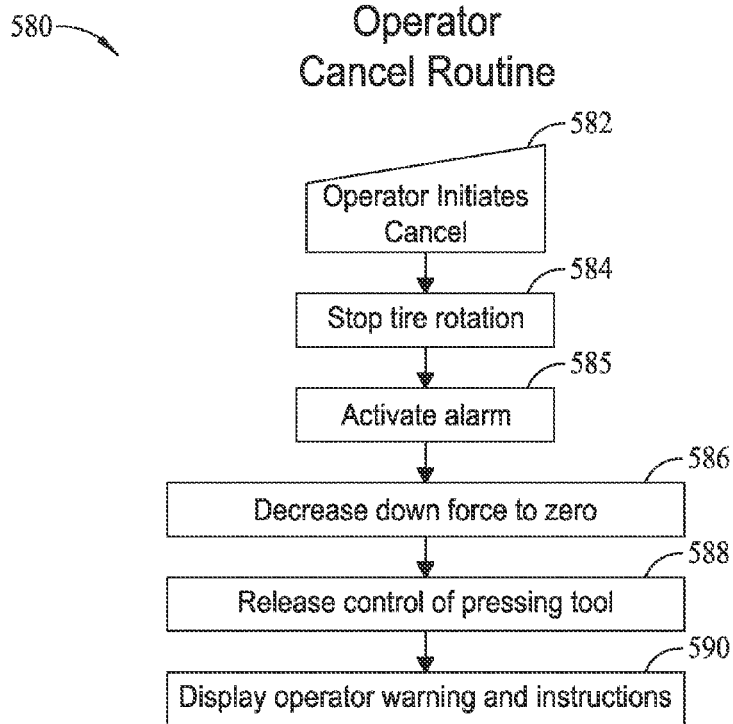 580
Operator
Cancel Routine
582
Operator Initiates
Cancel
584
Stop tire rotation
585
Activate alarm
586
Decrease down force to zero
588
Release control of pressing tool
590
Display operator warning and instructions